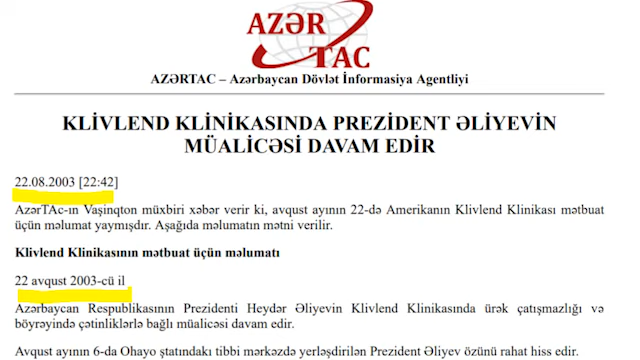 AZƏR
TAC
AZƏRTAC – Azərbaycan Dövlət İnformasiya Agentliyi
KLİVLEND KLİNİKASINDA PREZİDENT ƏLİYEVİN
MÜALİCƏSİ DAVAM EDİR
22.08.2003 [22:42]
AzərTAc-ın Vaşinqton müxbiri xəbər verir ki, avqust ayının 22-də Amerikanın Klivlend Klinikası mətbuat
üçün məlumat yaymışdır. Aşağıda məlumatın mətni verilir.
Klivlend Klinikasının mətbuat üçün məlumatı
22 avqust 2003-cü il
Azərbaycan Respublikasının Prezidenti Heydər Əliyevin Klivlend Klinikasında ürək çatışmazlığı və
böyrəyində çətinliklərlə bağlı müalicəsi davam edir.
Avqust ayının 6-da Ohayo ştatındakı tibbi mərkəzdə yerləşdirilən Prezident Əliyev özünü rahat hiss edir.